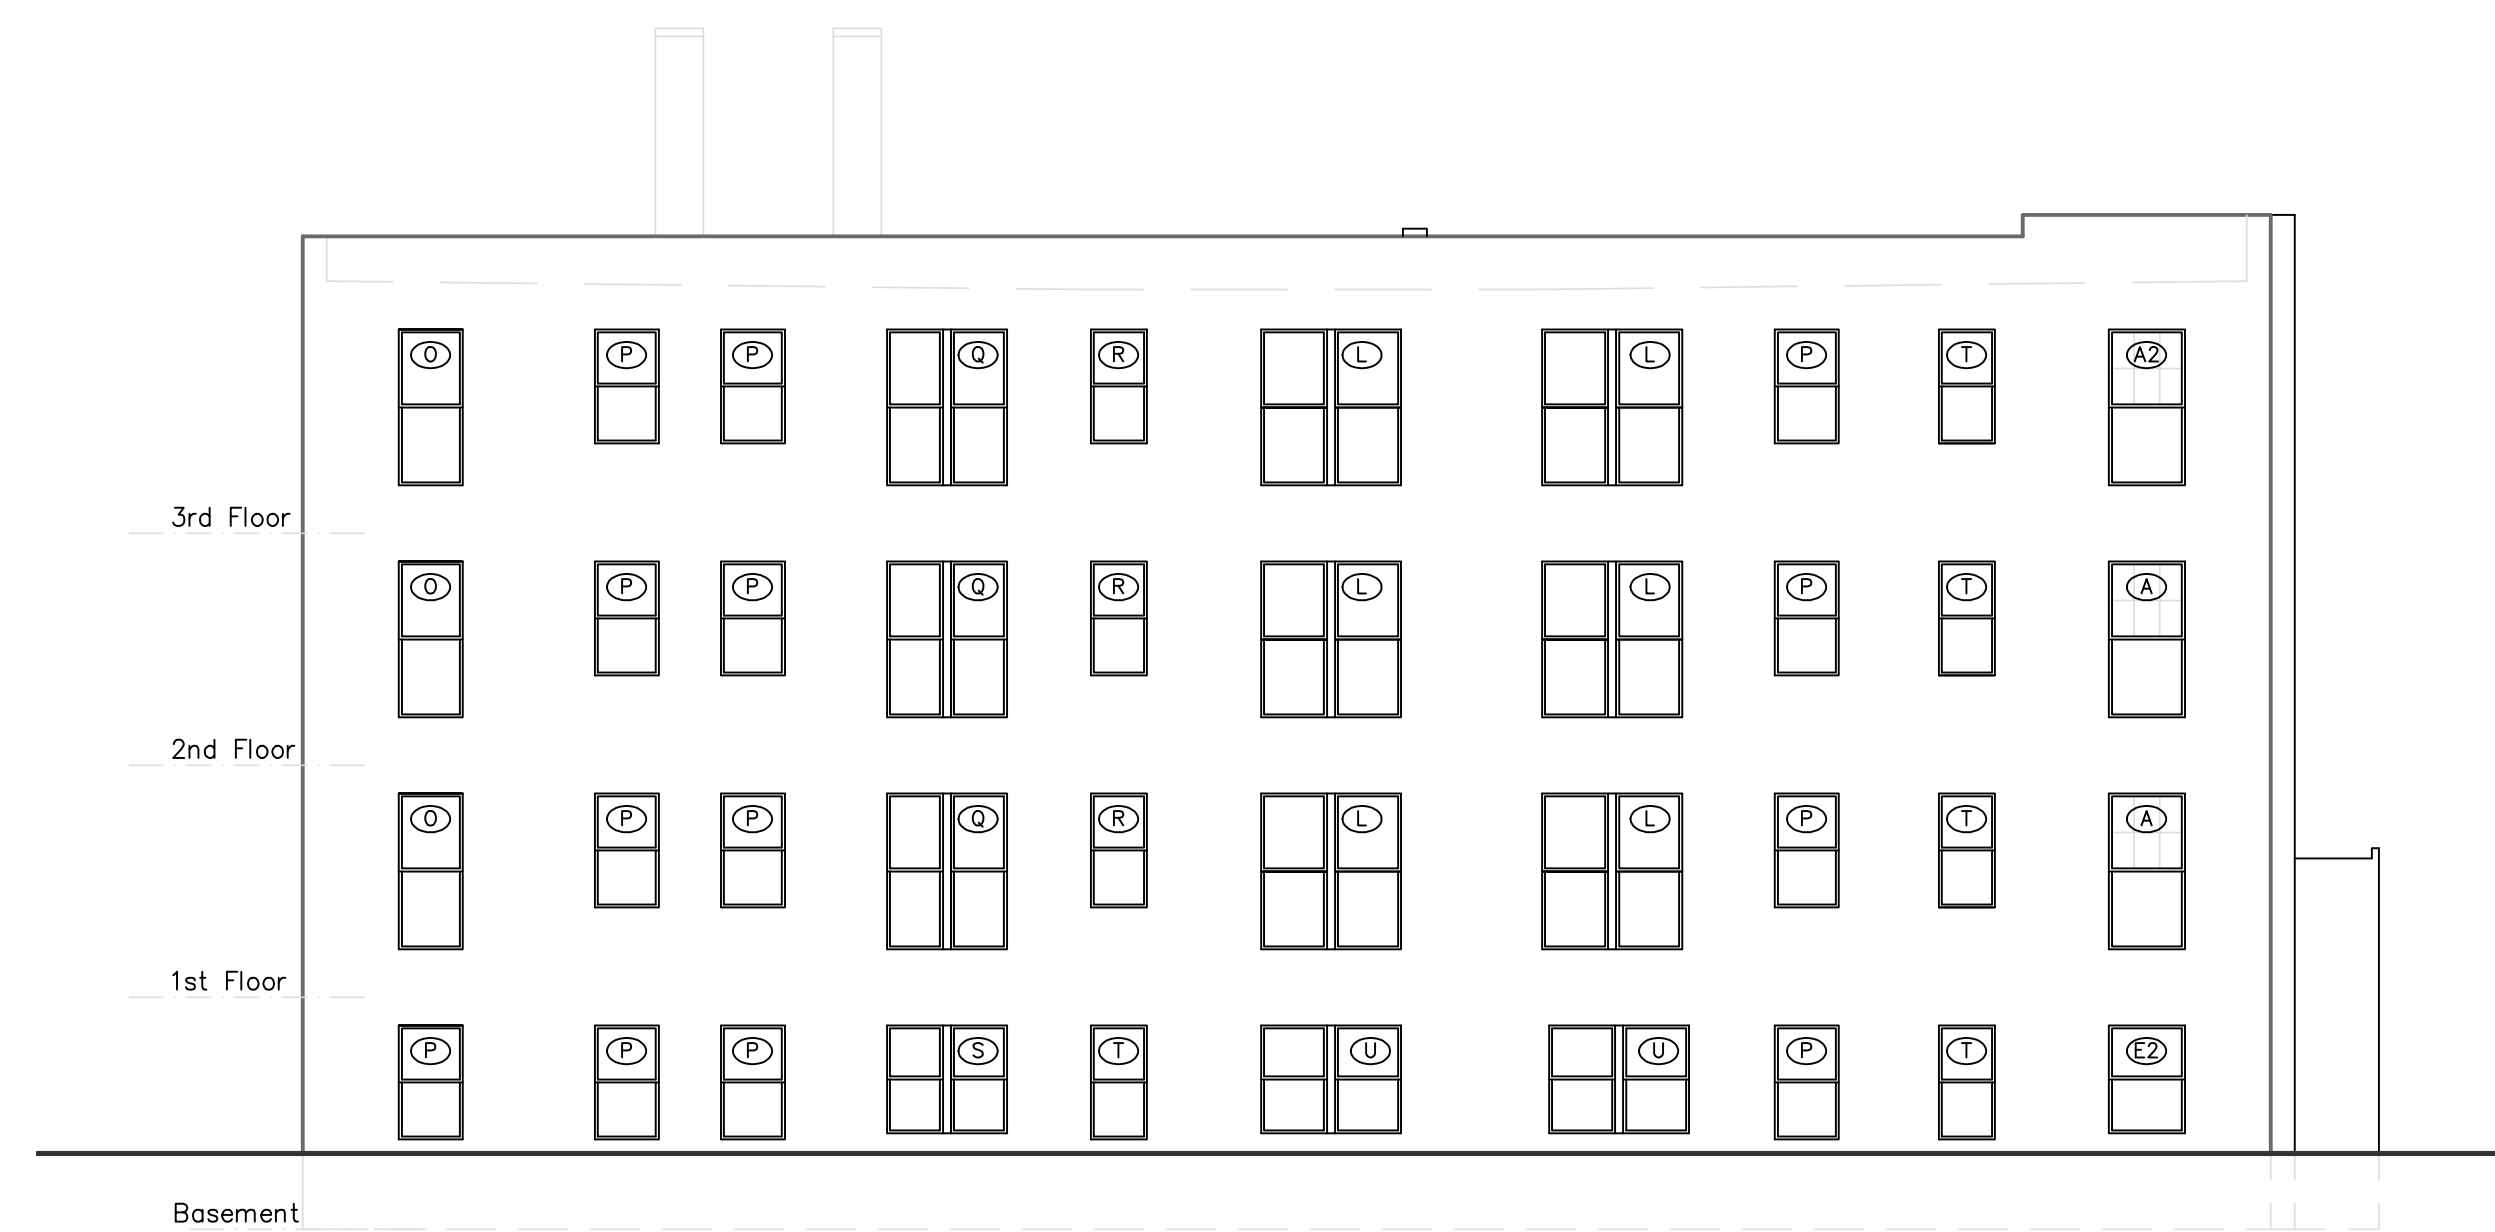 O P P Q R L L P T A2
3rd Floor
O P P Q R L L P T A
2nd Floor
O P P Q R L L P T A
1st Floor
P P P S T U U P T E2
Basement